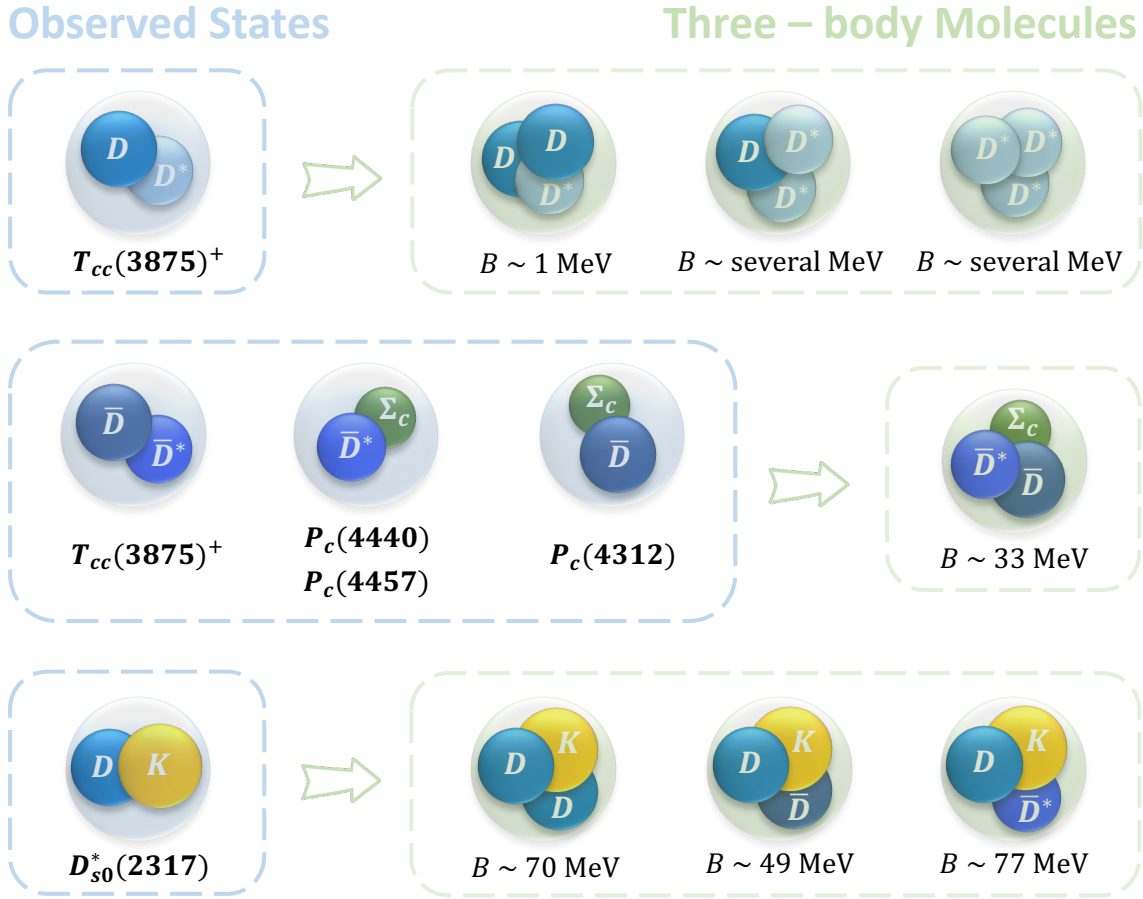 Observed States
Three – body Molecules
D
D*
D
D
D*
D
D*
D*
D*
D*
D*
T_cc(3875)⁺
B ~ 1 MeV
B ~ several MeV
B ~ several MeV
D̅
D̅*
Σ_c
D̅*
Σ_c
D̅
Σ_c
D̅*
D̅
T_cc(3875)⁺
P_c(4440)
P_c(4457)
P_c(4312)
B ~ 33 MeV
D
K
D
K
D
D
K
D̅
D
K
D̅*
D*_s0(2317)
B ~ 70 MeV
B ~ 49 MeV
B ~ 77 MeV